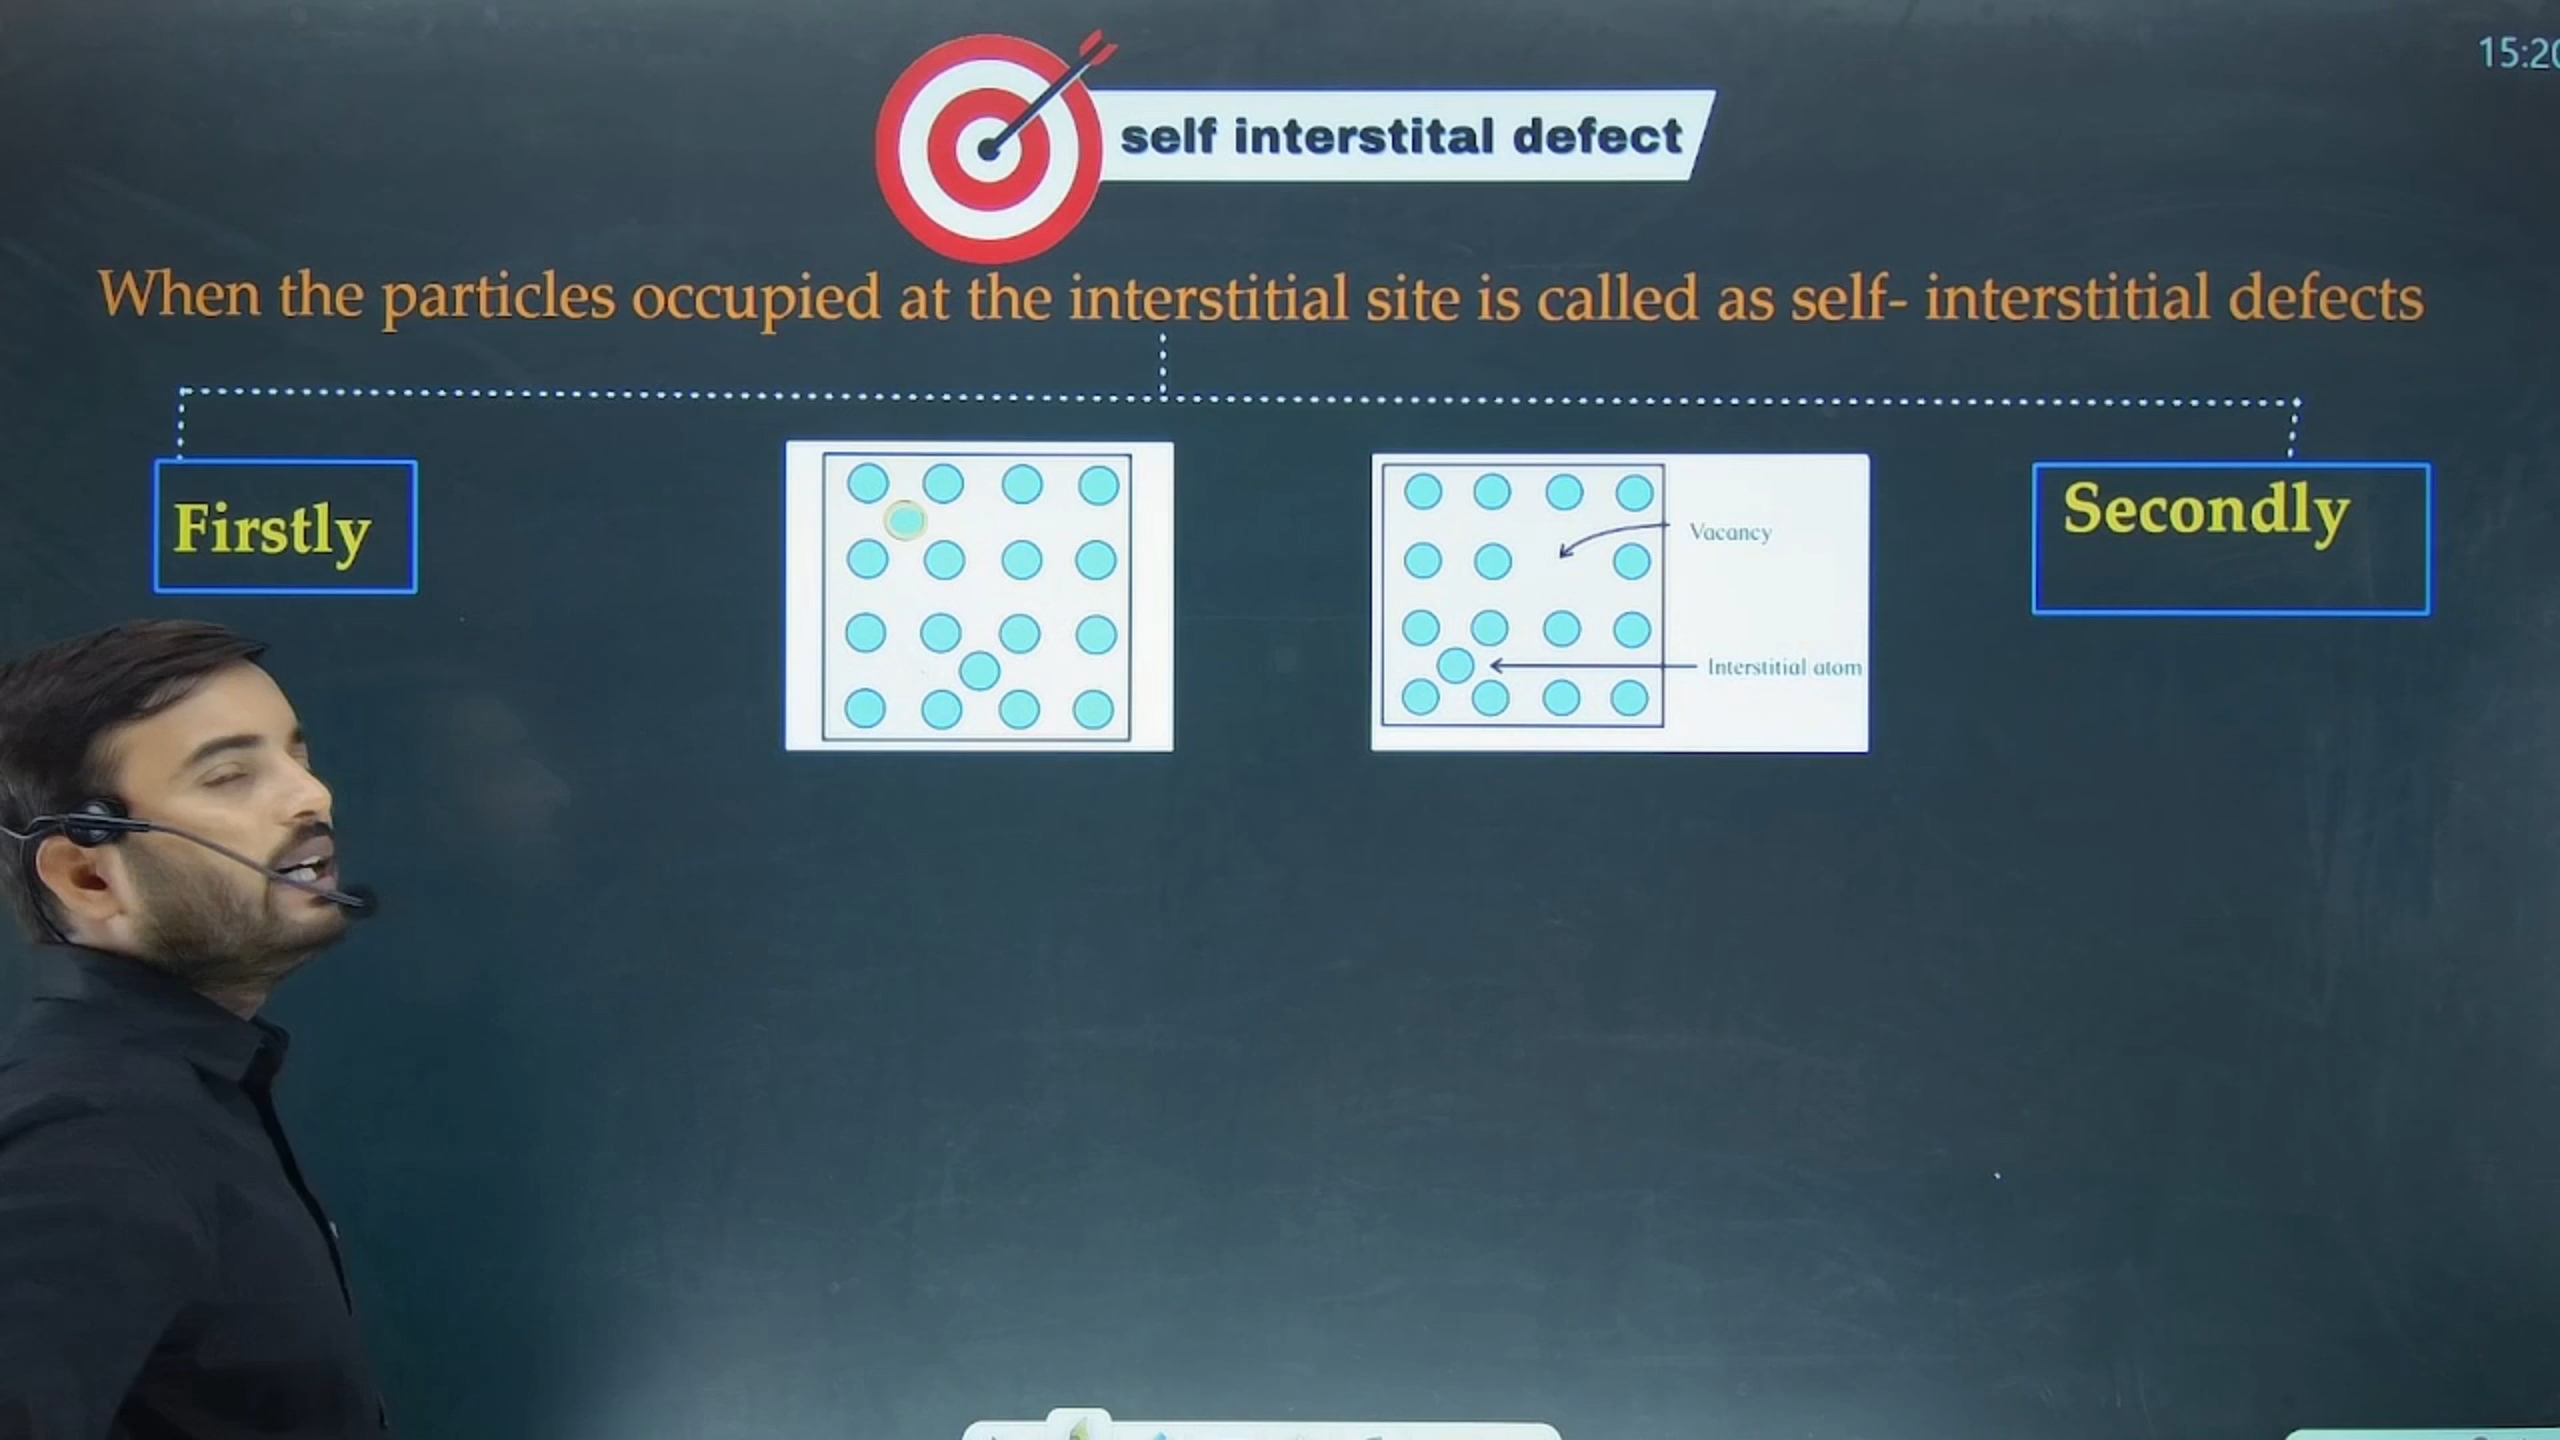 15:20
self interstital defect
When the particles occupied at the interstitial site is called as self- interstitial defects
Firstly
Vacancy
Interstitial atom
Secondly